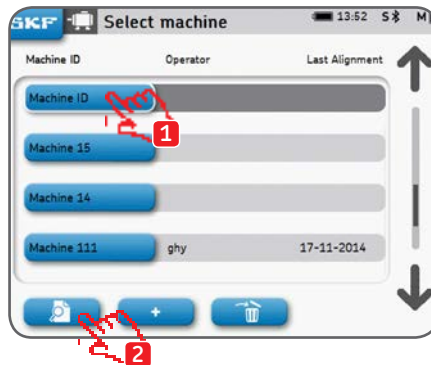 SKF Select machine 13:52 S M
Machine ID Operator Last Alignment
Machine ID
1
Machine 15
Machine 14
Machine 111 ghy 17-11-2014
+
2